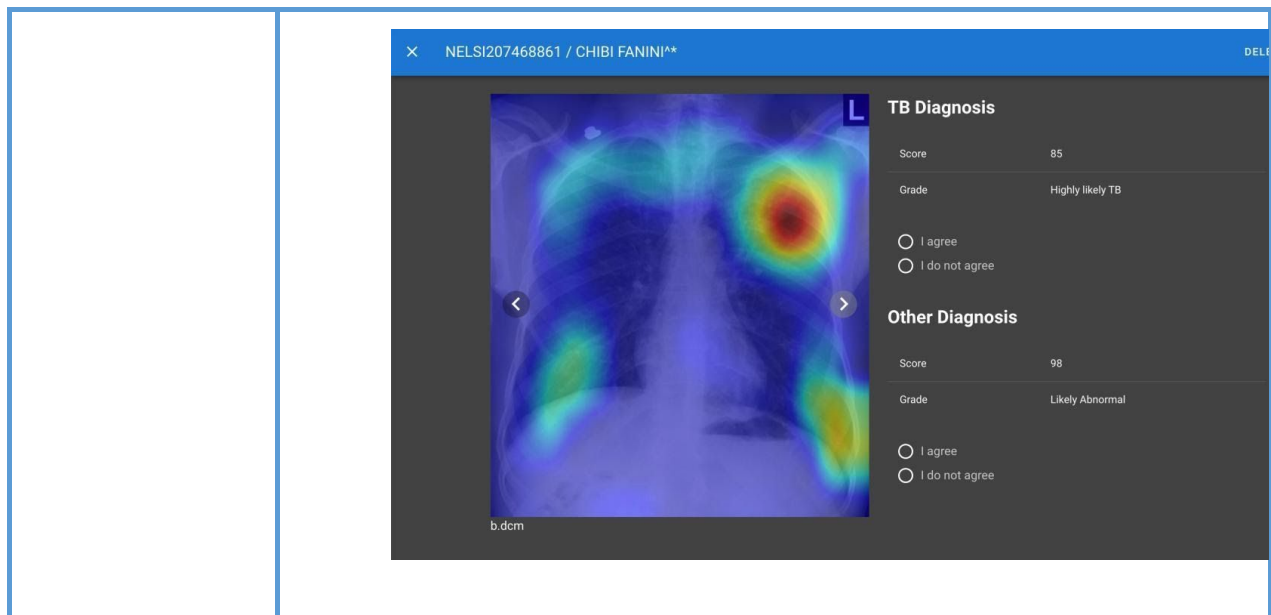 × NELSI207468861 / CHIBI FANINI^*
DELE
L
TB Diagnosis
Score 85
Grade Highly likely TB
I agree
I do not agree
Other Diagnosis
Score 98
Grade Likely Abnormal
I agree
I do not agree
b.dcm